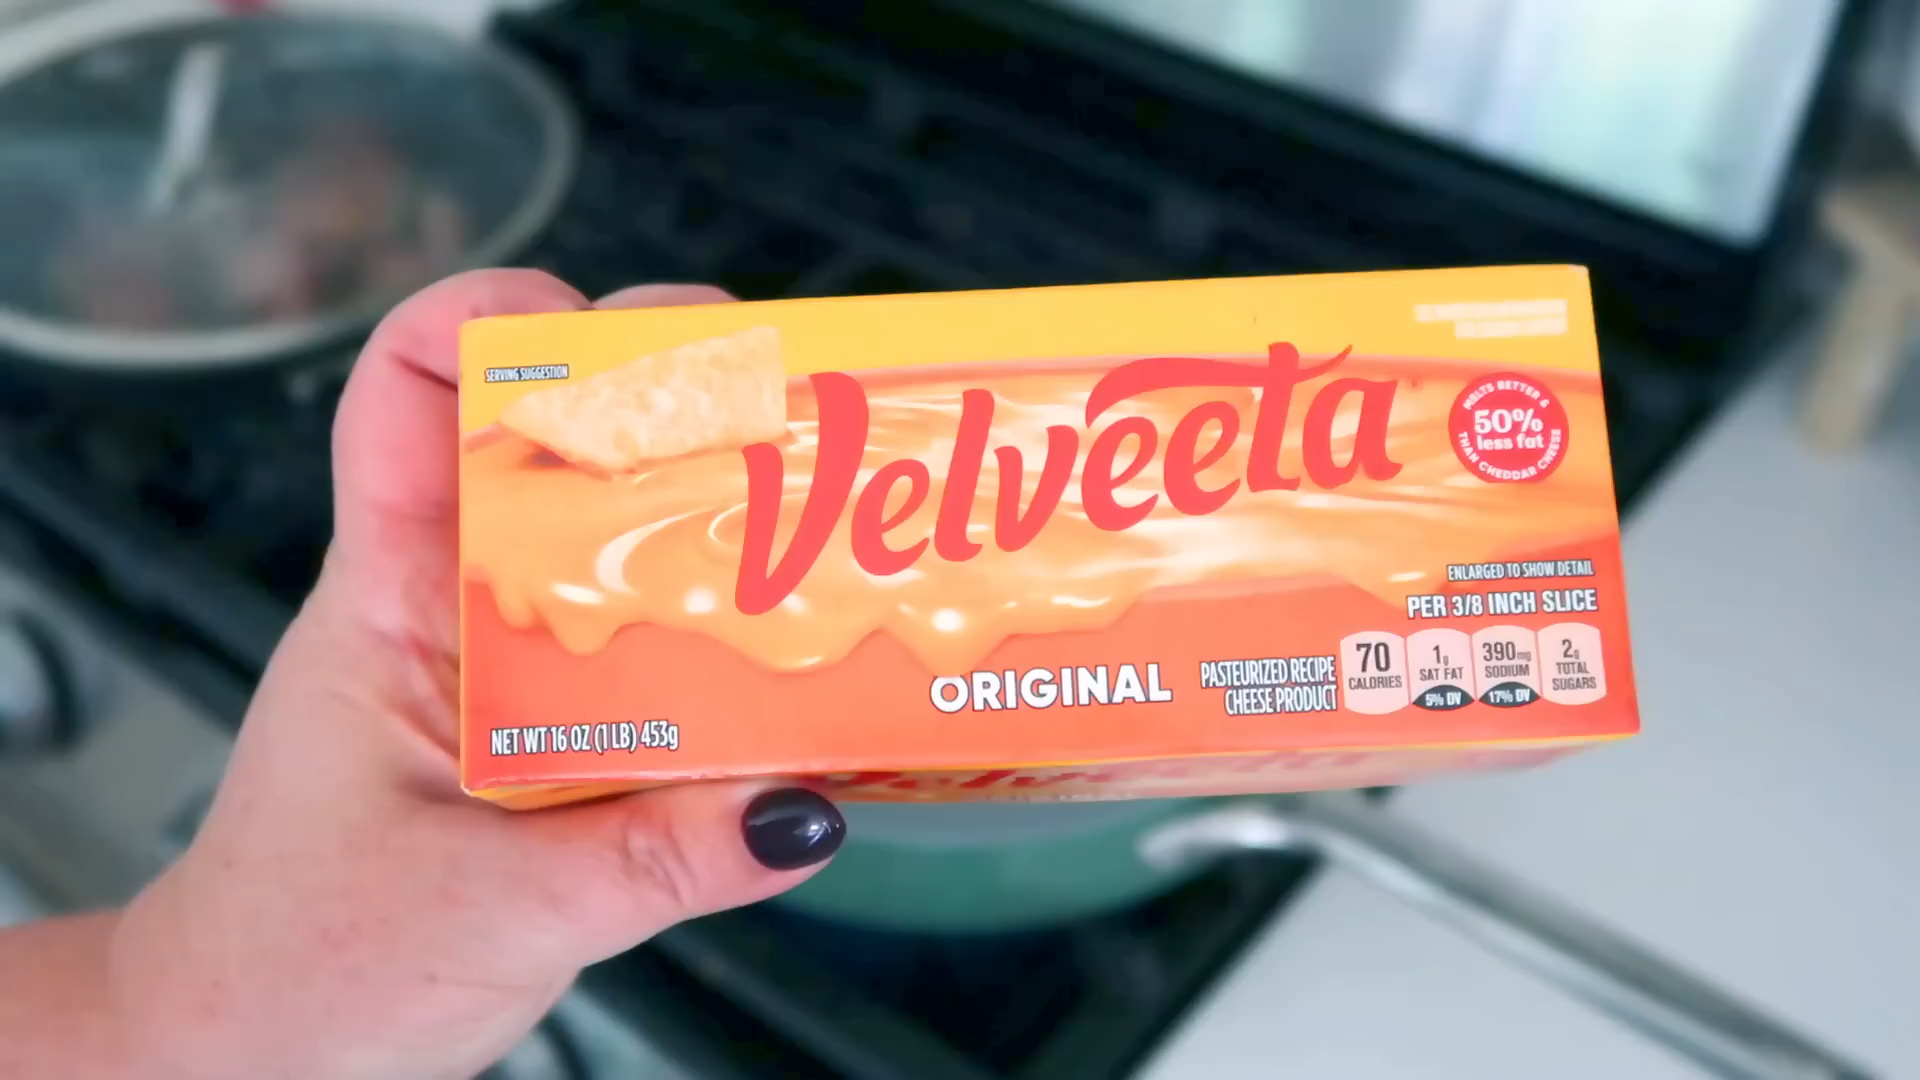 SERVING SUGGESTION
Velveeta
MELTS BETTER &
50%
less fat
THAN CHEDDAR CHEESE
ENLARGED TO SHOW DETAIL
PER 3/8 INCH SLICE
ORIGINAL
PASTEURIZED RECIPE
CHEESE PRODUCT
70
CALORIES
1g
SAT FAT
5% DV
390mg
SODIUM
17% DV
2g
TOTAL
SUGARS
NET WT 16 OZ (1 LB) 453g
Velveeta